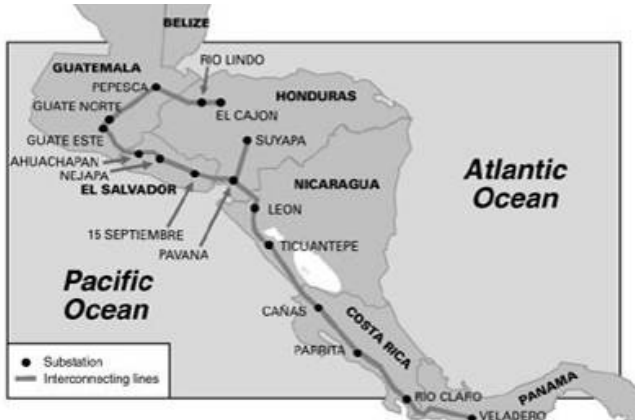 BELIZE
GUATEMALA
RIO LINDO
PEPESCA
HONDURAS
GUATE NORTE
EL CAJON
GUATE ESTE
SUYAPA
AHUACHAPAN
NEJAPA
EL SALVADOR
NICARAGUA
Atlantic
Ocean
LEON
15 SEPTIEMBRE
PAVANA
TICUANTEPE
Pacific
Ocean
CAÑAS
COSTA RICA
PARRITA
Substation
Interconnecting lines
RIO CLARO
PANAMA
VELADERO